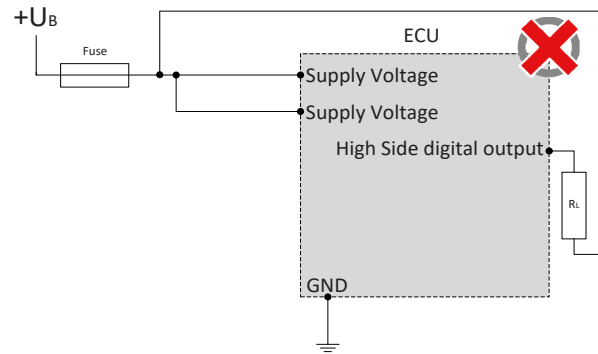 +UB
Fuse
ECU
Supply Voltage
Supply Voltage
High Side digital output
RL
GND